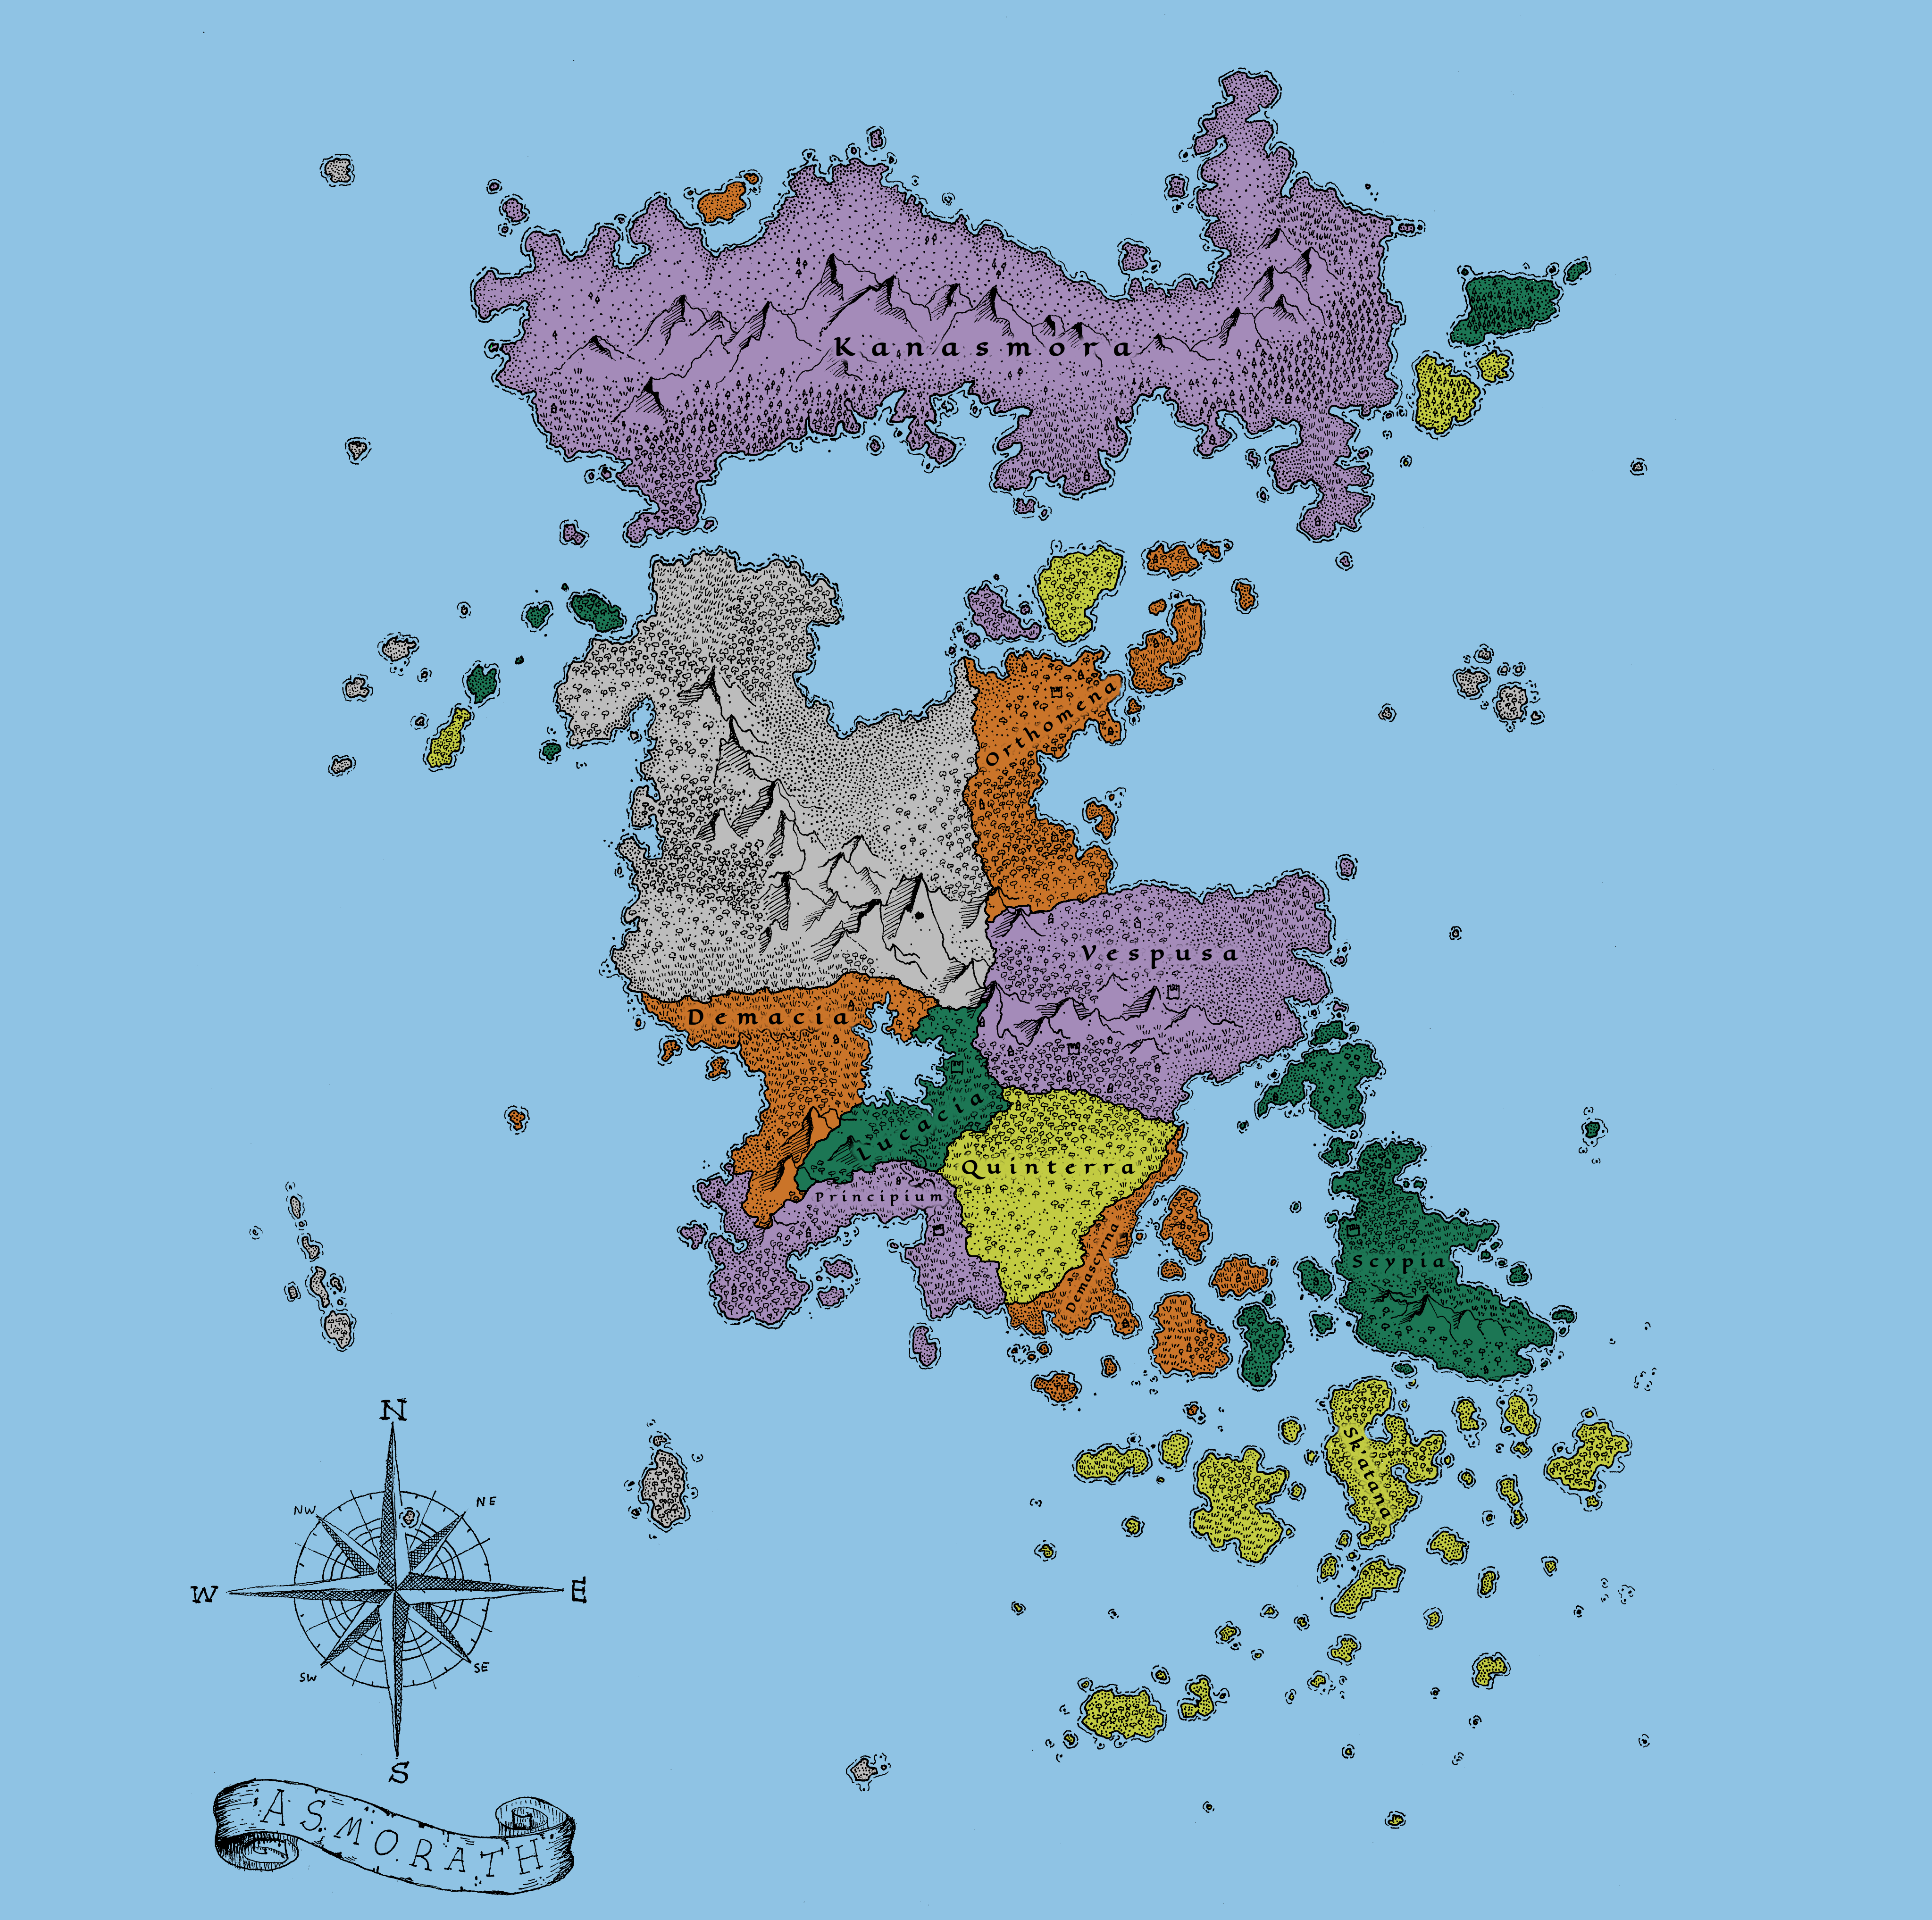 Kanasmora
Orthomena
Vespusa
Demacia
Lucacia
Quinterra
Principium
Demascyrna
Scypia
Skatana
N
NW
NE
W
E
SW
SE
S
ASMORATH